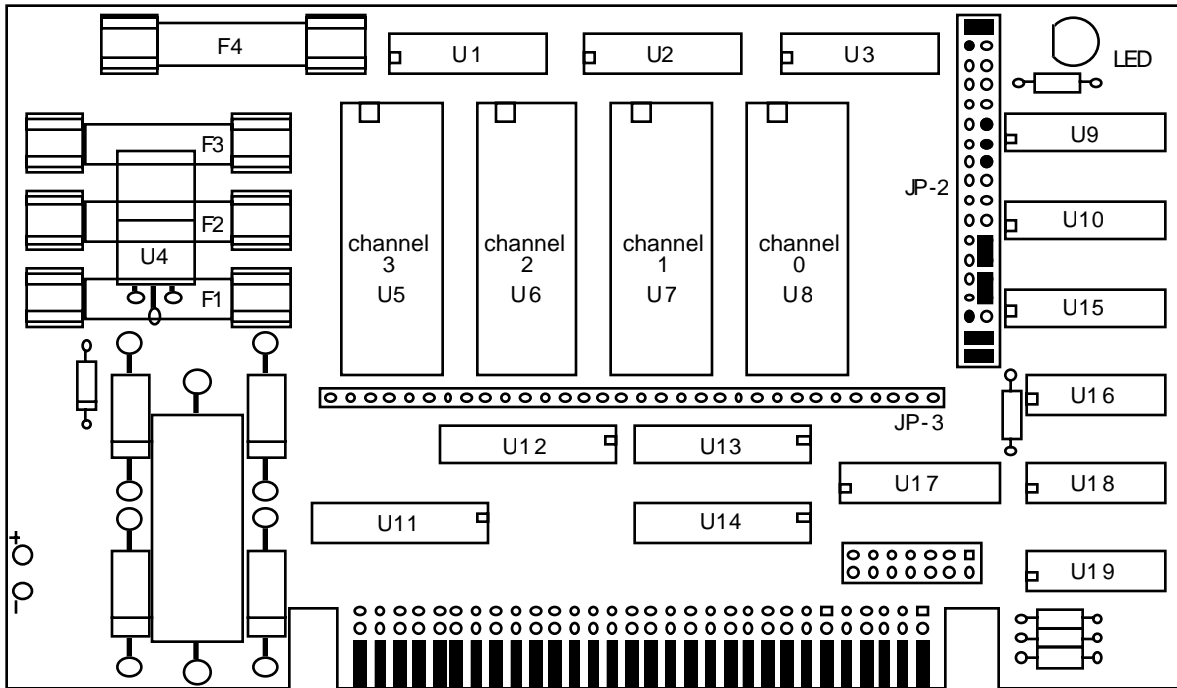 F4
U1
U2
U3
LED
F3
U9
JP-2
F2
U10
U4
channel
3
U5
channel
2
U6
channel
1
U7
channel
0
U8
F1
U15
U16
JP-3
U12
U13
U17
U18
U11
U14
+
-
U19